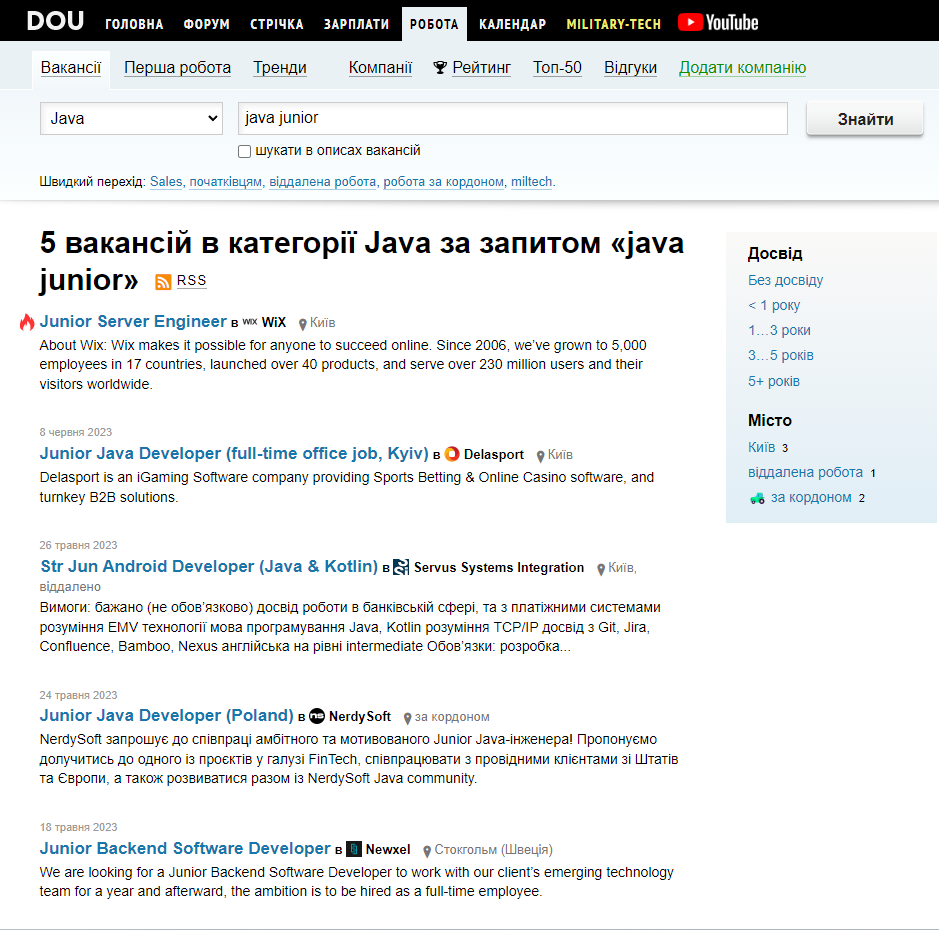 DOU ГОЛОВНА ФОРУМ СТРІЧКА ЗАРПЛАТИ РОБОТА КАЛЕНДАР MILITARY-TECH YouTube
Вакансії Перша робота Тренди Компанії Рейтинг Топ-50 Відгуки Додати компанію
Java java junior Знайти
шукати в описах вакансій
Швидкий перехід: Sales, початківцям, віддалена робота, робота за кордоном, miltech.
5 вакансій в категорії Java за запитом «java
junior» RSS
Junior Server Engineer в WIX WiX Київ
About Wix: Wix makes it possible for anyone to succeed online. Since 2006, we’ve grown to 5,000
employees in 17 countries, launched over 40 products, and serve over 230 million users and their
visitors worldwide.
8 червня 2023
Junior Java Developer (full-time office job, Kyiv) в Delasport Київ
Delasport is an iGaming Software company providing Sports Betting & Online Casino software, and
turnkey B2B solutions.
26 травня 2023
Str Jun Android Developer (Java & Kotlin) в Servus Systems Integration Київ,
віддалено
Вимоги: бажано (не обов’язково) досвід роботи в банківській сфері, та з платіжними системами
розуміння EMV технології мова програмування Java, Kotlin розуміння TCP/IP досвід з Git, Jira,
Confluence, Bamboo, Nexus англійська на рівні intermediate Обов’язки: розробка...
24 травня 2023
Junior Java Developer (Poland) в NerdySoft за кордоном
NerdySoft запрошує до співпраці амбітного та мотивованого Junior Java-інженера! Пропонуємо
долучитись до одного із проєктів у галузі FinTech, співпрацювати з провідними клієнтами зі Штатів
та Європи, а також розвиватися разом із NerdySoft Java community.
18 травня 2023
Junior Backend Software Developer в Newxel Стокгольм (Швеція)
We are looking for a Junior Backend Software Developer to work with our client’s emerging technology
team for a year and afterward, the ambition is to be hired as a full-time employee.
Досвід
Без досвіду
< 1 року
1…3 роки
3…5 років
5+ років
Місто
Київ 3
віддалена робота 1
за кордоном 2